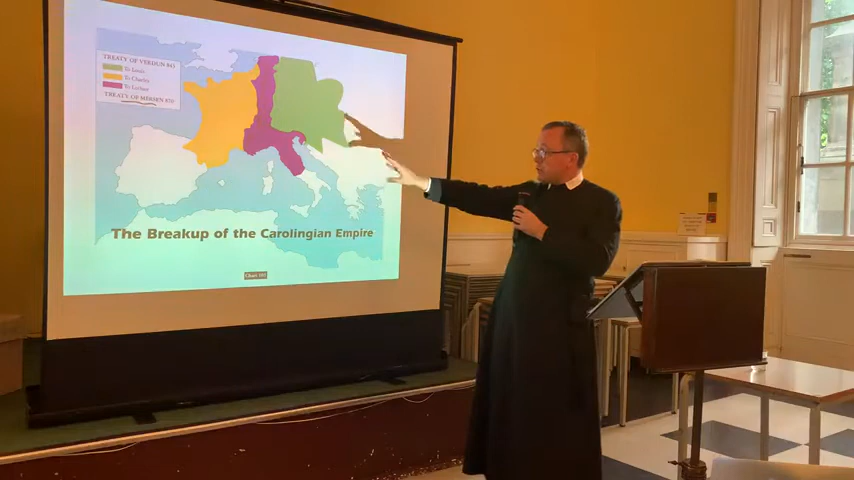 TREATY OF VERDUN 843
To Louis
To Charles
To Lothair
TREATY OF MERSEN 870
The Breakup of the Carolingian Empire